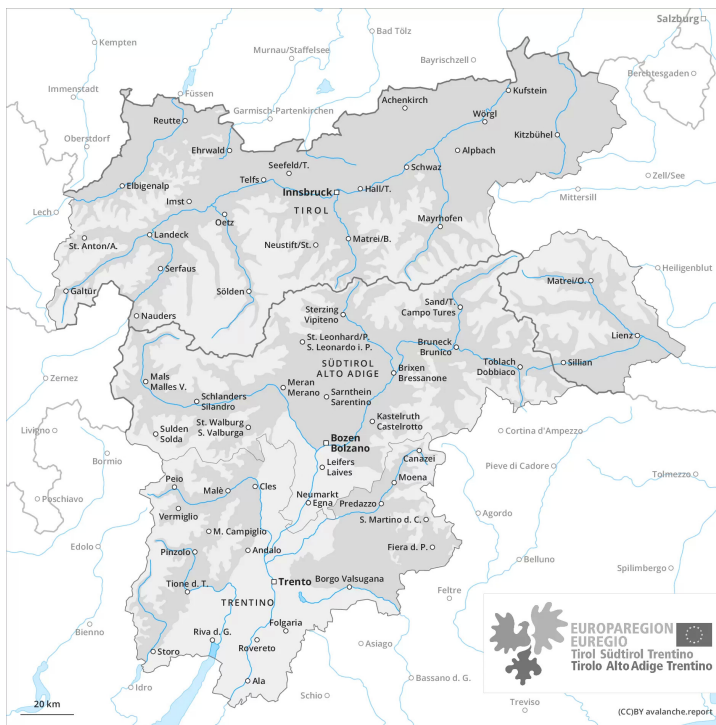 Salzburg
Kempten
Bad Tölz
Murnau/Staffelsee
Bayrischzell
Berchtesgaden
Immenstadt
Füssen
Kufstein
Achenkirch
Garmisch-Partenkirchen
Wörgl
Reutte
Kitzbühel
Oberstdorf
Ehrwald
Alpbach
Seefeld/T.
Schwaz
Telfs
Zell/See
Elbigenalp
Innsbruck
Hall/T.
Mittersill
Imst
TIROL
Lech
Oetz
Mayrhofen
St. Anton/A.
Landeck
Neustift/St.
Matrei/B.
Serfaus
Heiligenblut
Matrei/O.
Galtür
Sölden
Sand/T.
Campo Tures
Nauders
Sterzing
Vipiteno
Lienz
St. Leonhard/P.
S. Leonardo i. P.
Bruneck
Brunico
SÜDTIROL
ALTO ADIGE
Toblach
Dobbiaco
Sillian
Brixen
Bressanone
Zernez
Mals
Malles V.
Meran
Merano
Sarnthein
Sarentino
Schlanders
Silandro
Kastelruth
Castelrotto
St. Walburg
S. Valburga
Livigno
Sulden
Solda
Cortina d'Ampezzo
Bozen
Bolzano
Bormio
Canazei
Leifers
Laives
Pieve di Cadore
Tolmezzo
Peio
Moena
Poschiavo
Malè
Cles
Neumarkt
Egna
Predazzo
Vermiglio
Agordo
S. Martino d. C.
M. Campiglio
Edolo
Pinzolo
Andalo
Fiera d. P.
Belluno
Spilimbergo
Trento
Borgo Valsugana
Tione d. T.
Feltre
TRENTINO
Folgaria
Bienno
Riva d. G.
Rovereto
Asiago
Storo
Ala
Idro
Schio
Bassano d. G.
Treviso
EUROPAREGION
EUREGIO
Tirol Südtirol Trentino
Tirolo Alto Adige Trentino
20 km
(CC)BY avalanche.report